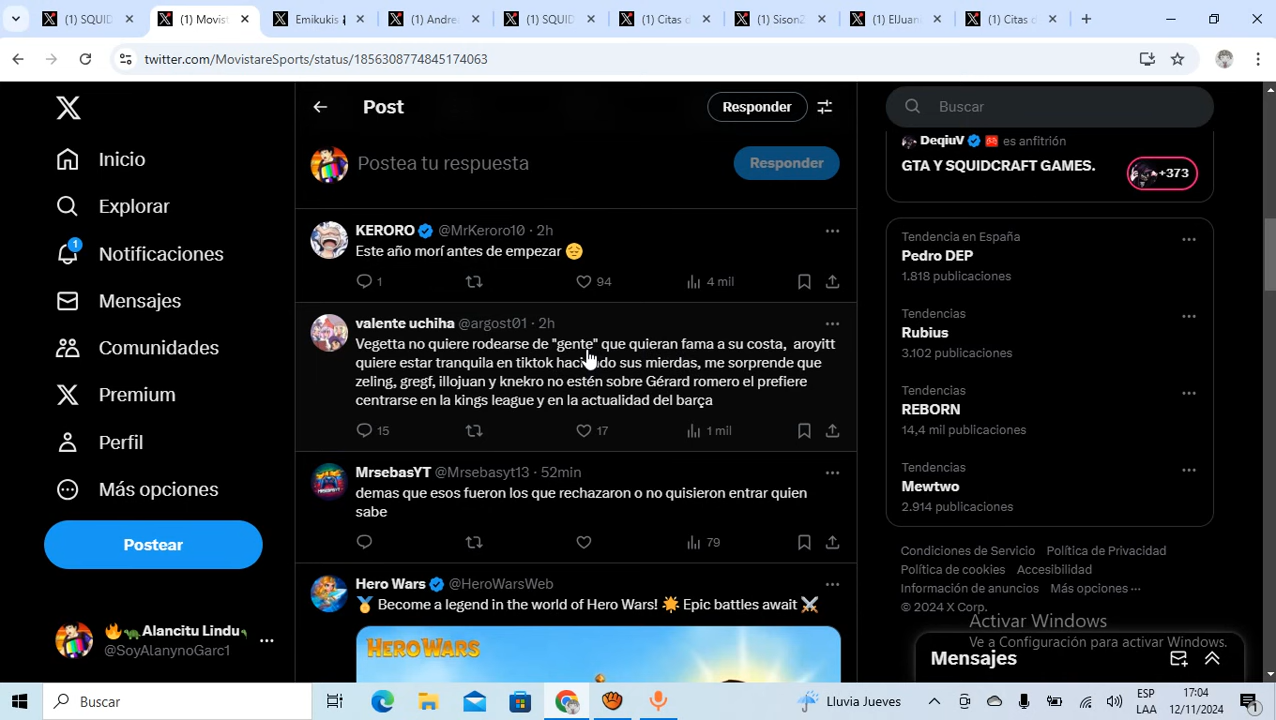 (1) SQUID
(1) Movist
Emikukis
(1) Andre
(1) SQUID
(1) Citas d
(1) SisonZ
(1) ElJuan
(1) Citas d
twitter.com/MovistareSports/status/1856308774845174063
Inicio
Explorar
1
Notificaciones
Mensajes
Comunidades
Premium
Perfil
Más opciones
Postear
Alancitu Lindu
@SoyAlanynoGarc1
Post
Responder
Postea tu respuesta
Responder
KERORO @MrKeroro10 · 2h
Este año morí antes de empezar 😔
1 94 4 mil
valente uchiha @argost01 · 2h
Vegetta no quiere rodearse de "gente" que quieran fama a su costa, aroyitt
quiere estar tranquila en tiktok haciendo sus mierdas, me sorprende que
zeling, gregf, illojuan y knekro no estén sobre Gérard romero el prefiere
centrarse en la kings league y en la actualidad del barça
15 17 1 mil
MrsebasYT @Mrsebasyt13 · 52min
demas que esos fueron los que rechazaron o no quisieron entrar quien
sabe
79
Hero Wars @HeroWarsWeb
🏅 Become a legend in the world of Hero Wars! 🌟 Epic battles await ⚔️
HERO WARS
Buscar
DeqiuV es anfitrión
GTA Y SQUIDCRAFT GAMES.
+373
Tendencia en España
Pedro DEP
1.818 publicaciones
Tendencias
Rubius
3.102 publicaciones
Tendencias
REBORN
14,4 mil publicaciones
Tendencias
Mewtwo
2.914 publicaciones
Condiciones de Servicio Política de Privacidad
Política de cookies Accesibilidad
Información de anuncios Más opciones ···
© 2024 X Corp.
Activar Windows
Ve a Configuración para activar Windows.
Mensajes
Buscar
Lluvia Jueves
ESP
LAA
17:04
12/11/2024
1